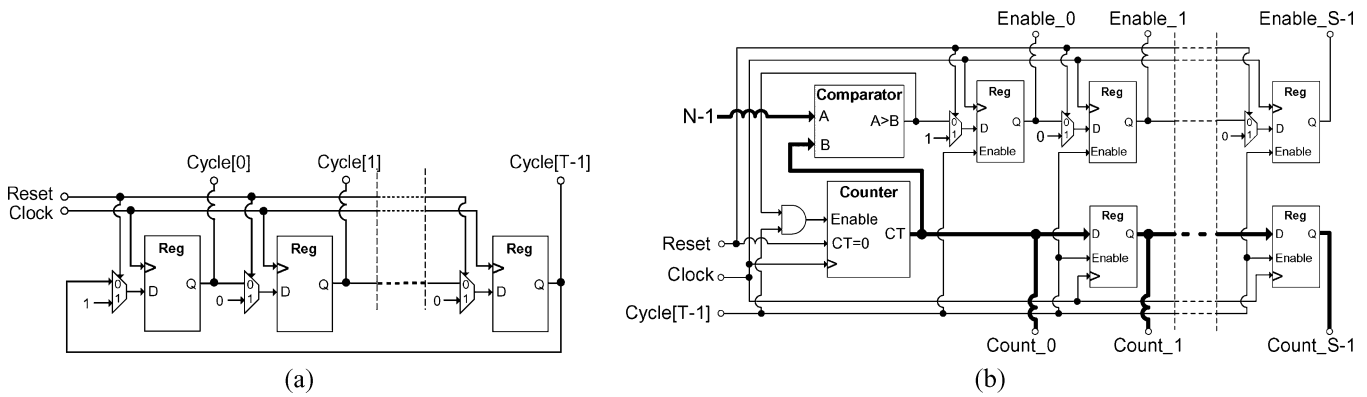 Cycle[0]
Cycle[1]
Cycle[T-1]
Reset
Clock
Reg
Reg
Reg
0
1
1
D
Q
0
1
0
D
Q
0
1
0
D
Q
(a)
Enable_0
Enable_1
Enable_S-1
Comparator
N-1
A
A>B
B
Reg
Reg
Reg
0
1
1
D
Q
Enable
0
1
0
D
Q
Enable
0
1
0
D
Q
Enable
Counter
Enable
CT
CT=0
Reg
D
Q
Enable
Reg
D
Q
Enable
Reset
Clock
Cycle[T-1]
Count_0
Count_1
Count_S-1
(b)